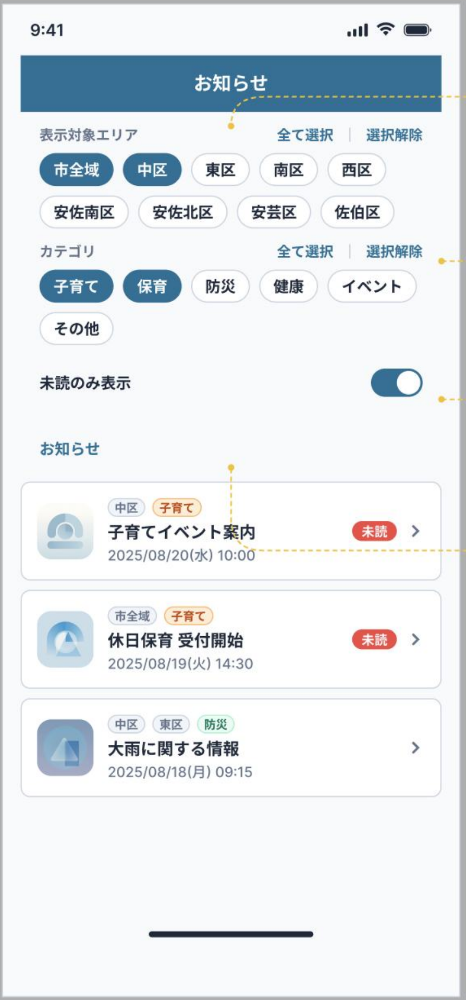 9:41
お知らせ
表示対象エリア 全て選択 | 選択解除
市全域 中区 東区 南区 西区
安佐南区 安佐北区 安芸区 佐伯区
カテゴリ 全て選択 | 選択解除
子育て 保育 防災 健康 イベント
その他
未読のみ表示
お知らせ
中区 子育て
子育てイベント案内 未読
2025/08/20(水) 10:00
市全域 子育て
休日保育 受付開始 未読
2025/08/19(火) 14:30
中区 東区 防災
大雨に関する情報
2025/08/18(月) 09:15